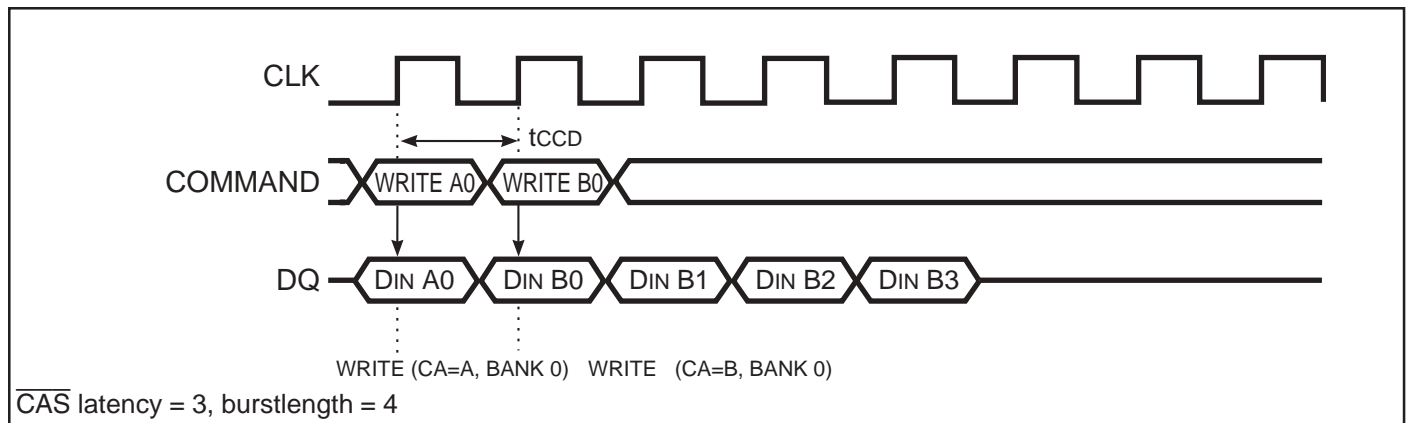 CLK
tCCD
COMMAND WRITE A0 WRITE B0
DQ DIN A0 DIN B0 DIN B1 DIN B2 DIN B3
WRITE (CA=A, BANK 0) WRITE (CA=B, BANK 0)
CAS latency = 3, burstlength = 4